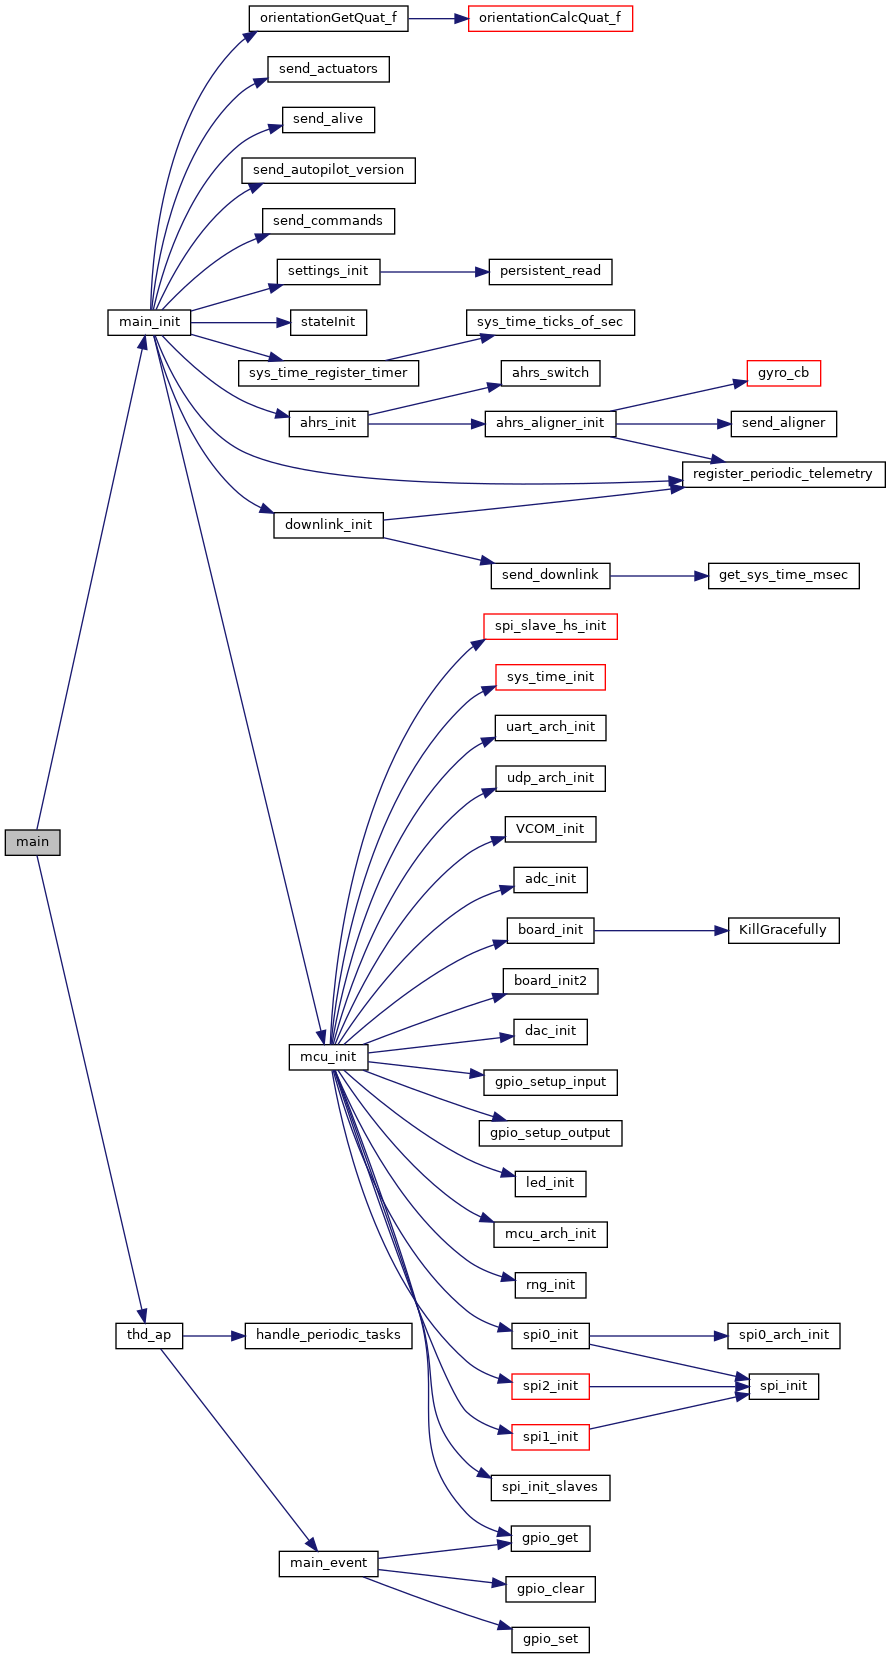 orientationGetQuat_f
orientationCalcQuat_f
send_actuators
send_alive
send_autopilot_version
send_commands
settings_init
persistent_read
main_init
stateInit
sys_time_ticks_of_sec
sys_time_register_timer
ahrs_switch
gyro_cb
ahrs_init
ahrs_aligner_init
send_aligner
register_periodic_telemetry
downlink_init
send_downlink
get_sys_time_msec
spi_slave_hs_init
sys_time_init
uart_arch_init
udp_arch_init
VCOM_init
main
adc_init
board_init
KillGracefully
board_init2
dac_init
mcu_init
gpio_setup_input
gpio_setup_output
led_init
mcu_arch_init
rng_init
thd_ap
handle_periodic_tasks
spi0_init
spi0_arch_init
spi2_init
spi_init
spi1_init
spi_init_slaves
gpio_get
main_event
gpio_clear
gpio_set